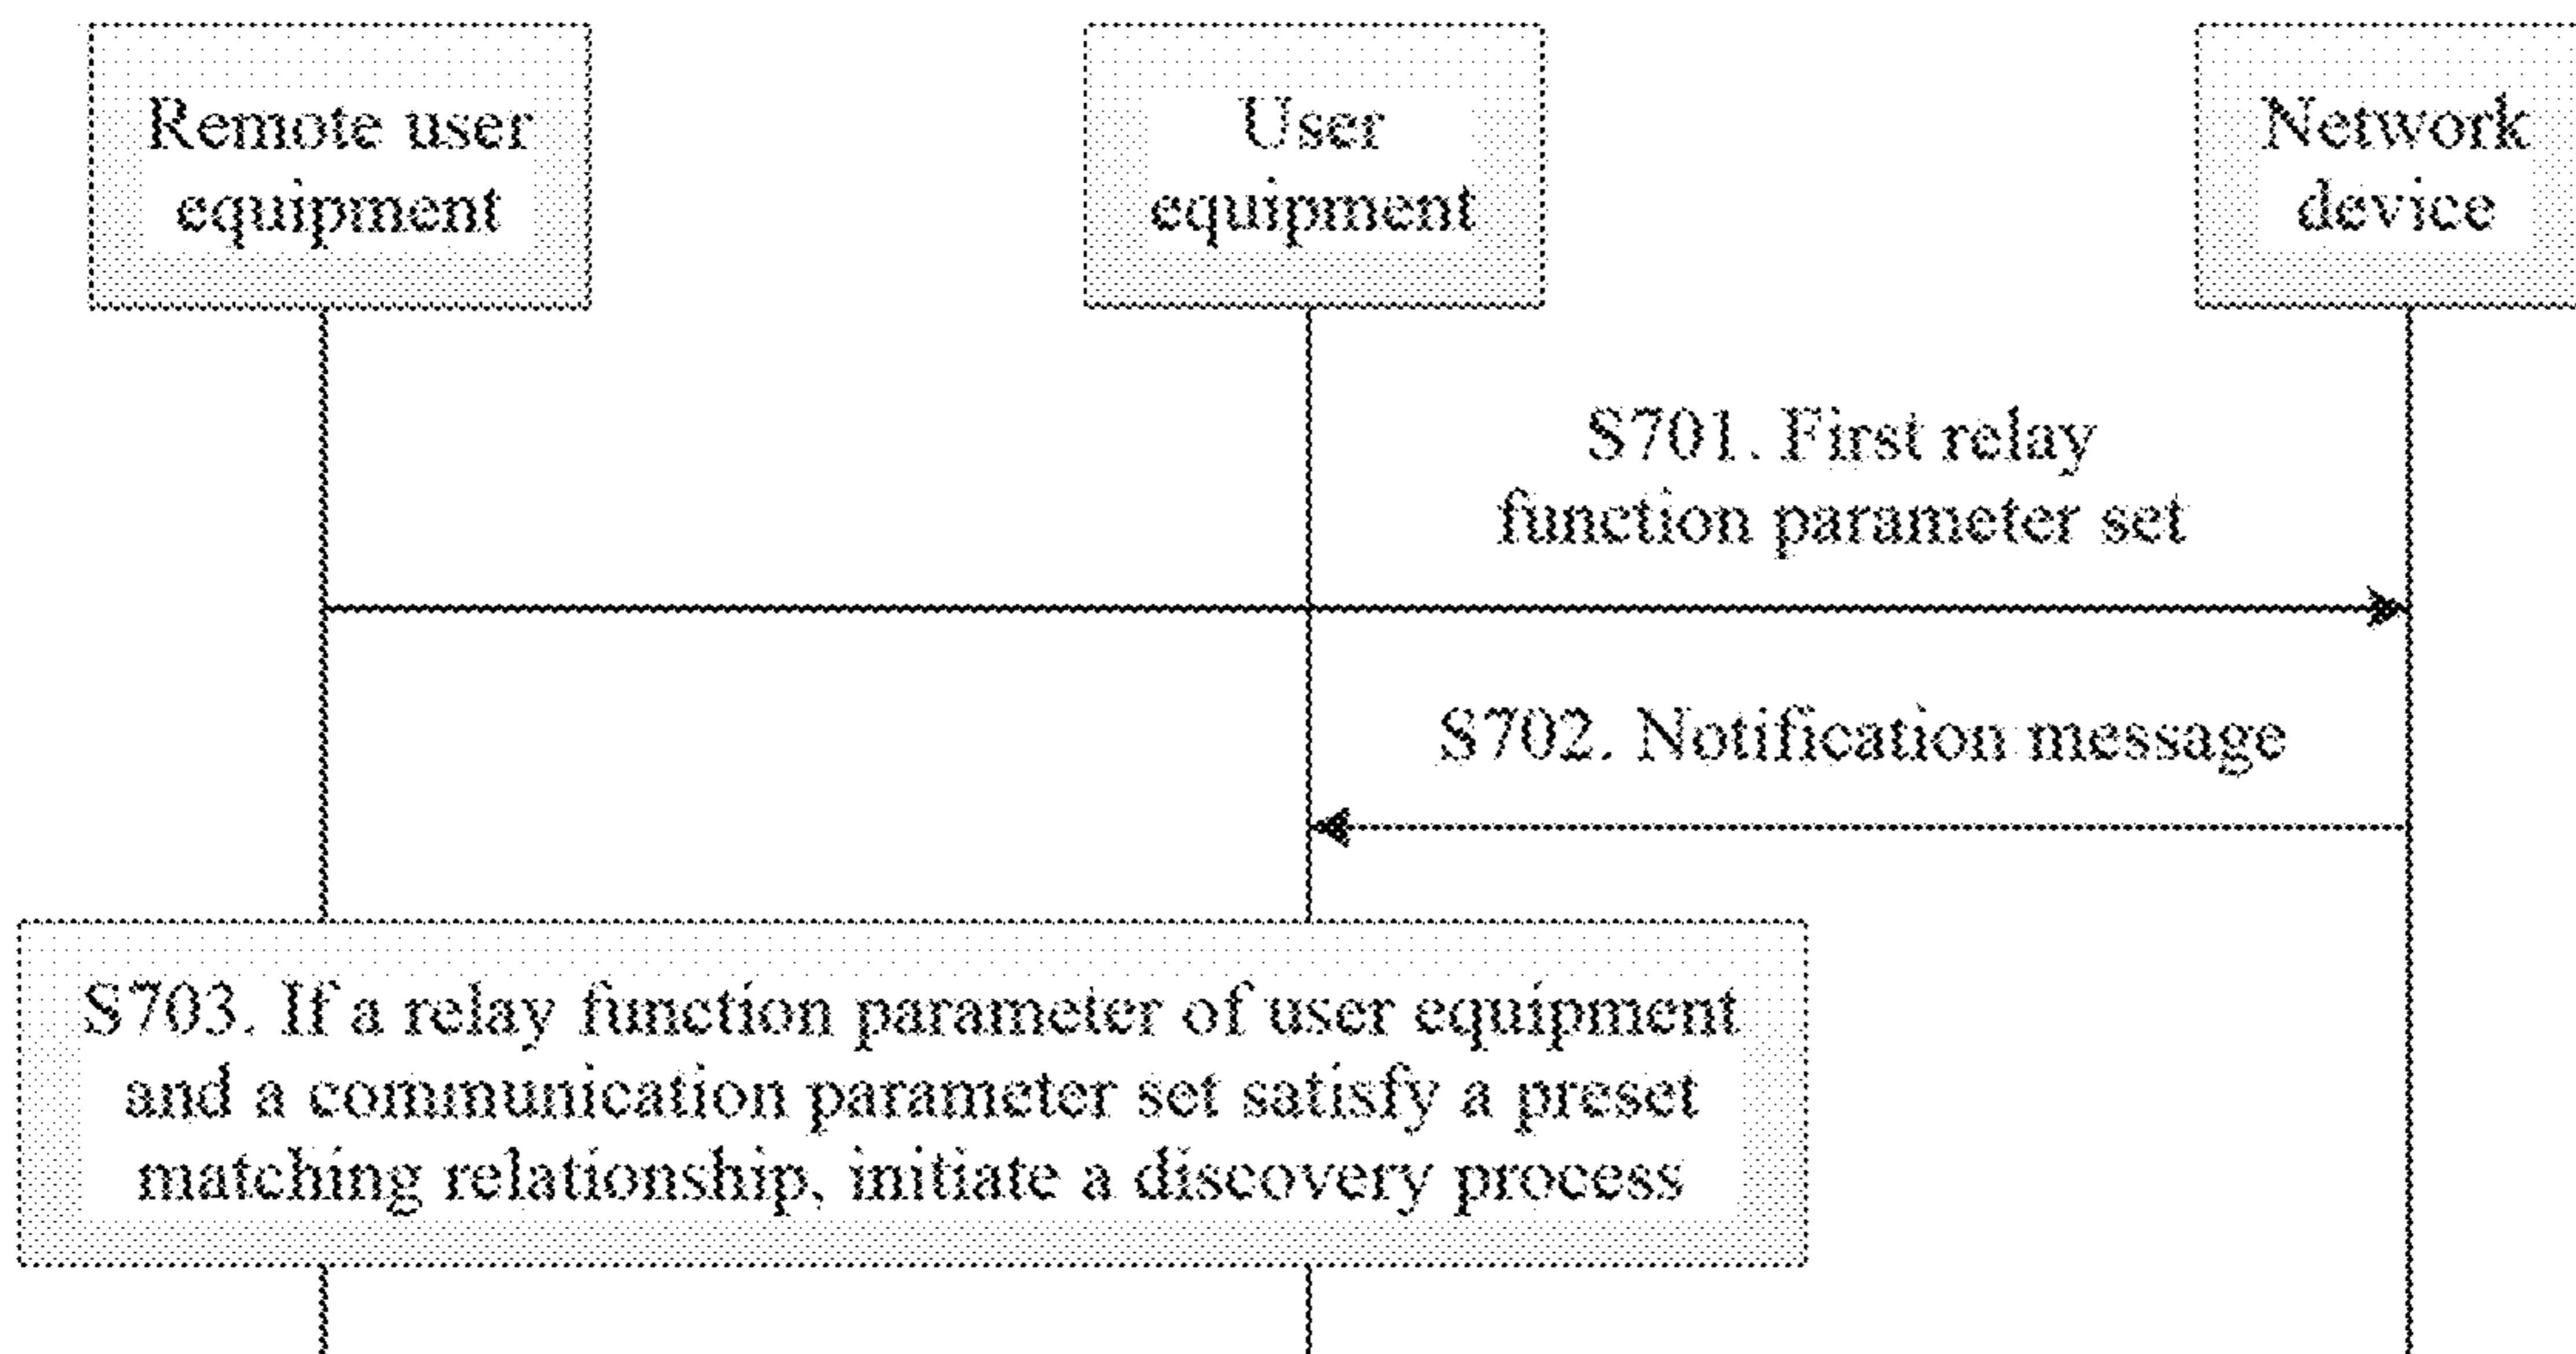 Remote user
equipment
User
equipment
Network
device
S701. First relay
function parameter set
S702. Notification message
S703. If a relay function parameter of user equipment
and a communication parameter set satisfy a preset
matching relationship, initiate a discovery process